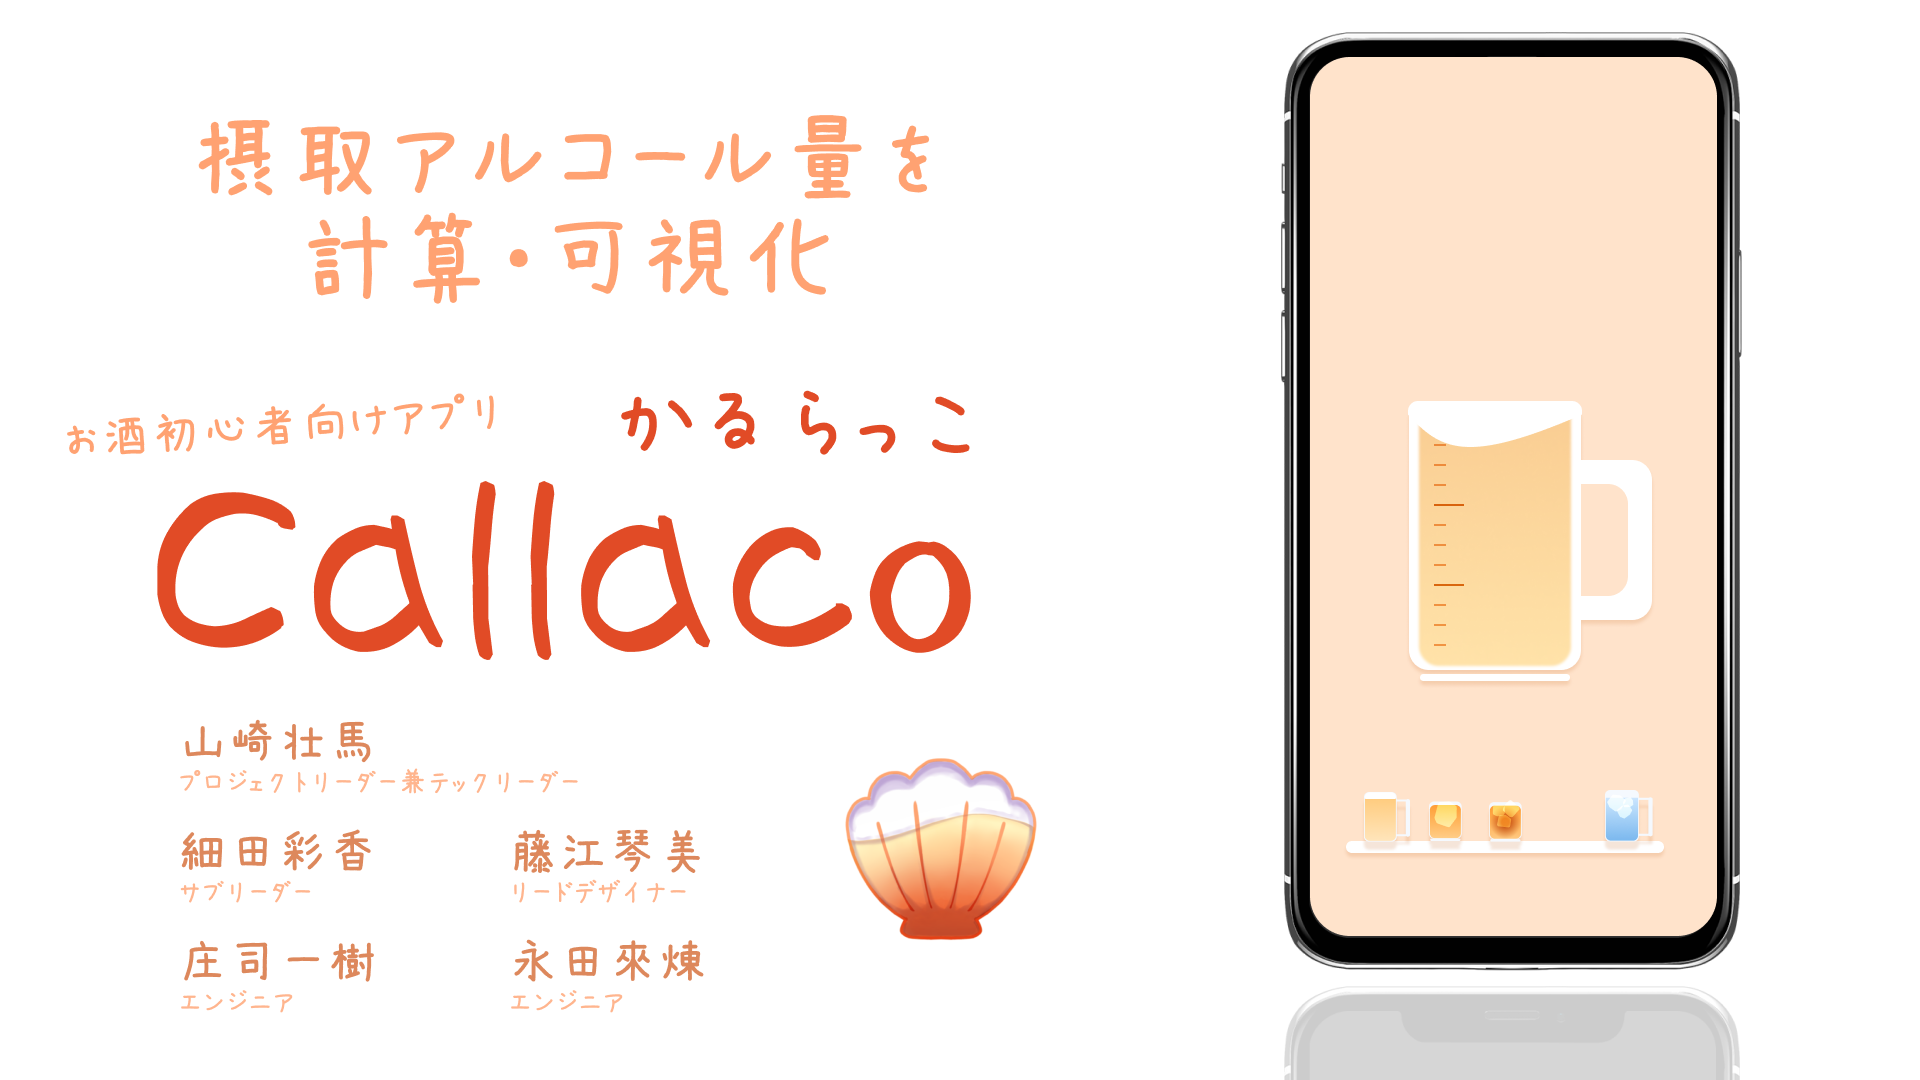 摂取アルコール量を
計算・可視化
お酒初心者向けアプリ
かるらっこ
Callaco
山崎壮馬
プロジェクトリーダー兼テックリーダー
細田彩香
サブリーダー
藤江琴美
リードデザイナー
庄司一樹
エンジニア
永田來煉
エンジニア